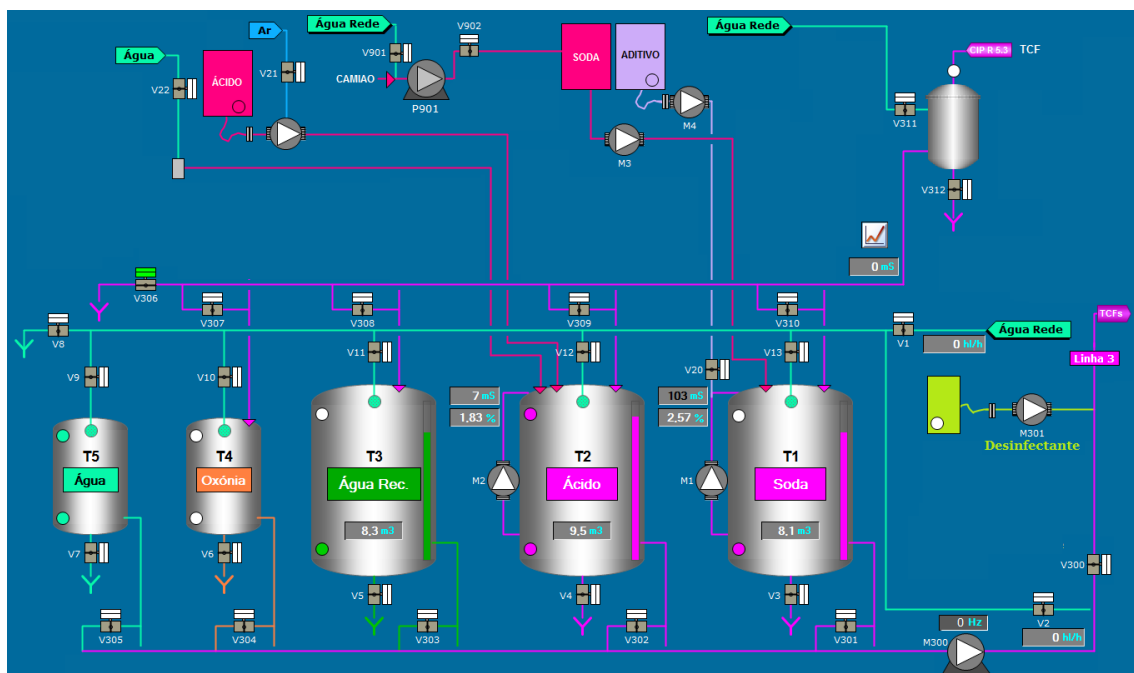 Água Rede
V902
Água Rede
Ar
Água
V901
SODA
ADITIVO
CIP R 5.3
TCF
ÁCIDO
V21
V22
CAMIAO
P901
M4
V311
M3
V312
0 mS
V306
V307
V308
V309
V310
TCFs
V8
Água Rede
V1
0 hl/h
V11
V12
V13
Linha 3
V9
V10
V20
7 mS
103 mS
1,83 %
2,57 %
M301
Desinfectante
T5
T4
T3
T2
T1
Água
Oxónia
Água Rec.
M2
Ácido
M1
Soda
8,3 m3
9,5 m3
8,1 m3
V7
V6
V5
V4
V3
V300
V305
V304
V303
V302
V301
0 Hz
V2
M300
0 hl/h